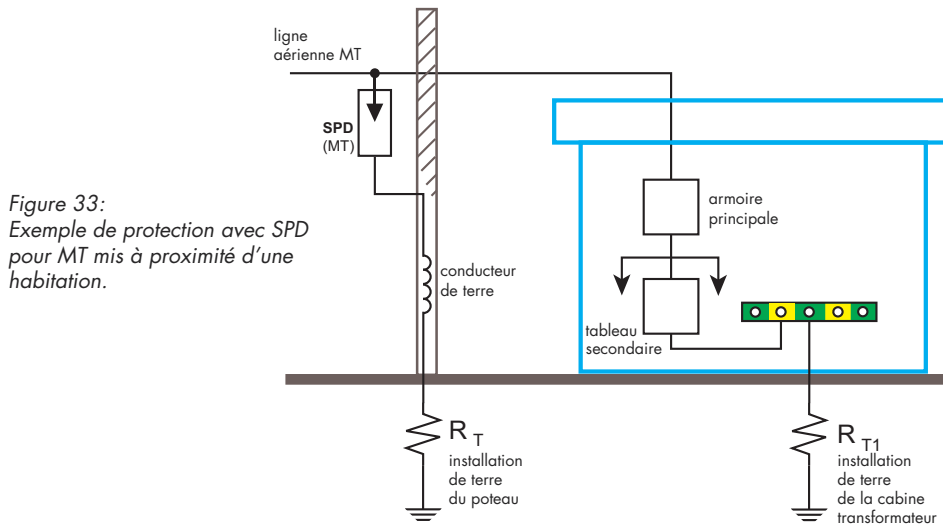 ligne
aérienne MT
SPD
(MT)
Figure 33:
Exemple de protection avec SPD
pour MT mis à proximité d'une
habitation.
armoire
principale
conducteur
de terre
tableau
secondaire
R T
installation
de terre
du poteau
R T1
installation
de terre
de la cabine
transformateur